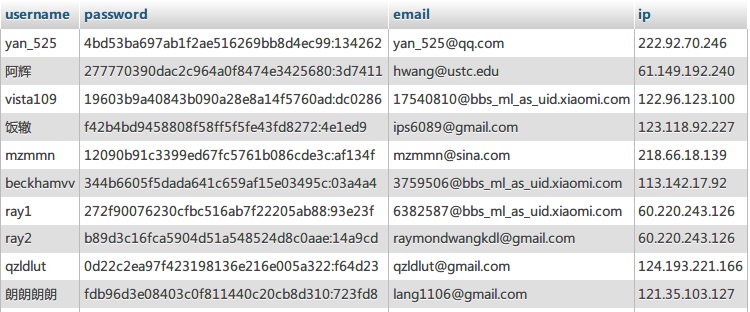 username password email ip
yan_525 4bd53ba697ab1f2ae516269bb8d4ec99:134262 yan_525@qq.com 222.92.70.246
阿辉 277770390dac2c964a0f8474e3425680:3d7411 hwang@ustc.edu 61.149.192.240
vista109 19603b9a40843b090a28e8a14f5760ad:dc0286 17540810@bbs_ml_as_uid.xiaomi.com 122.96.123.100
饭辙 f42b4bd9458808f58ff5f5fe43fd8272:4e1ed9 ips6089@gmail.com 123.118.92.227
mzmmn 12090b91c3399ed67fc5761b086cde3c:af134f mzmmn@sina.com 218.66.18.139
beckhamvv 344b6605f5dada641c659af15e03495c:03a4a4 3759506@bbs_ml_as_uid.xiaomi.com 113.142.17.92
ray1 272f90076230cfbc516ab7f22205ab88:93e23f 6382587@bbs_ml_as_uid.xiaomi.com 60.220.243.126
ray2 b89d3c16fca5904d51a548524d8c0aae:14a9cd raymondwangkdl@gmail.com 60.220.243.126
qzldlut 0d22c2ea97f423198136e216e005a322:f64d23 qzldlut@gmail.com 124.193.221.166
朗朗朗朗 fdb96d3e08403c0f811440c20cb8d310:723fd8 lang1106@gmail.com 121.35.103.127